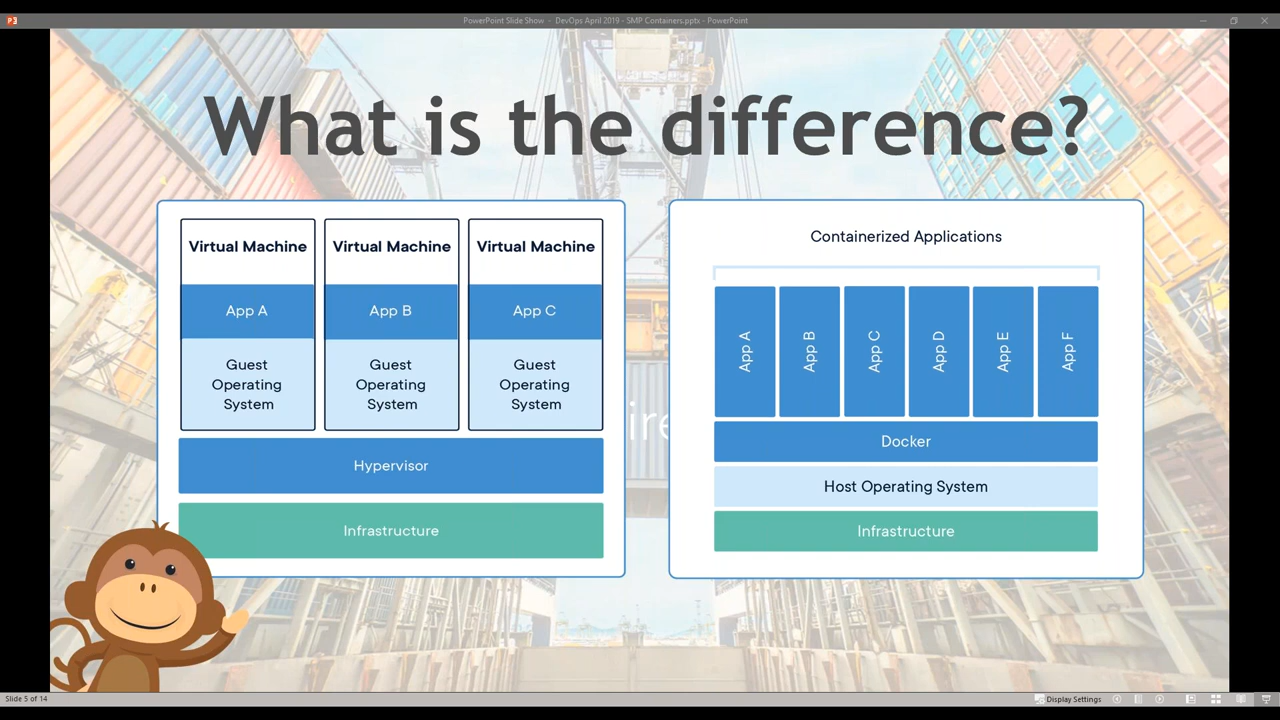 PowerPoint Slide Show - DevOps April 2019 - SMP Containers.pptx - PowerPoint
What is the difference?
Virtual Machine
App A
Guest
Operating
System
Virtual Machine
App B
Guest
Operating
System
Virtual Machine
App C
Guest
Operating
System
Hypervisor
Infrastructure
Containerized Applications
App A
App B
App C
App D
App E
App F
Docker
Host Operating System
Infrastructure
Slide 5 of 14
Display Settings